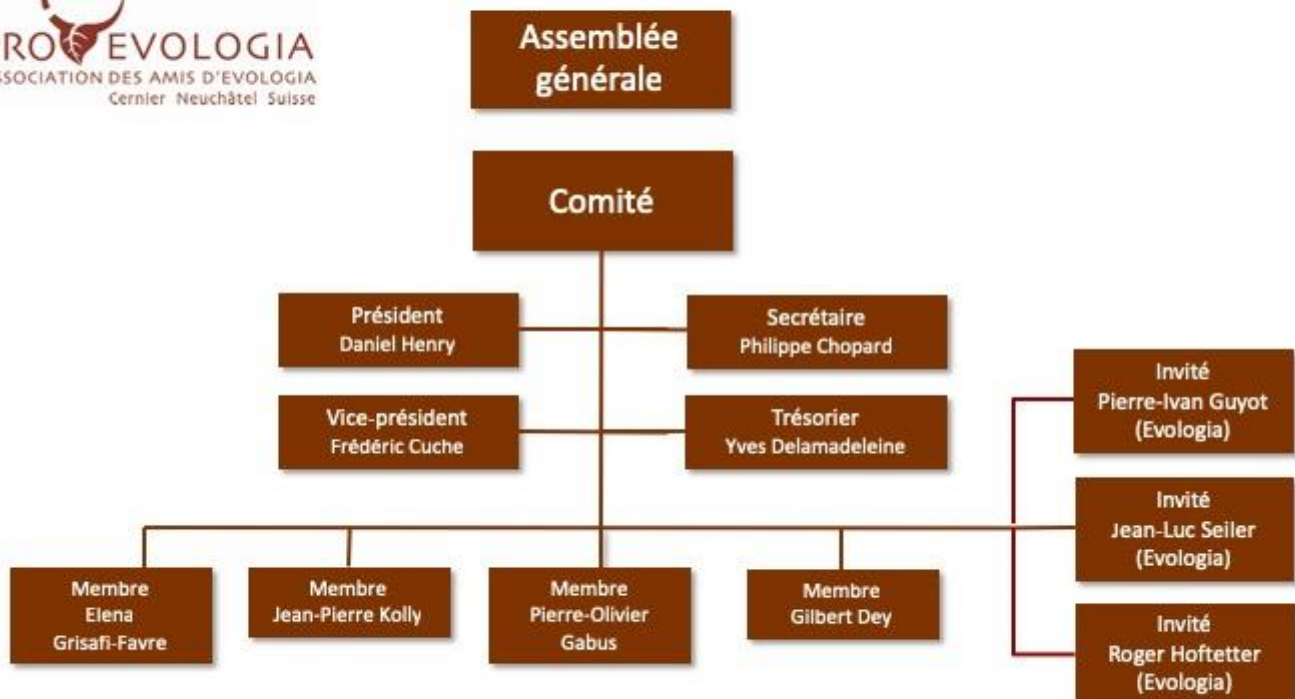 RO EVOLOGIA
SSOCIATION DES AMIS D'EVOLOGIA
Cernier Neuchâtel Suisse
Assemblée
générale
Comité
Président
Daniel Henry
Secrétaire
Philippe Chopard
Vice-président
Frédéric Cuche
Trésorier
Yves Delamadeleine
Invité
Pierre-Ivan Guyot
(Evologia)
Invité
Jean-Luc Seiler
(Evologia)
Invité
Roger Hoftetter
(Evologia)
Membre
Elena
Grisafi-Favre
Membre
Jean-Pierre Kolly
Membre
Pierre-Olivier
Gabus
Membre
Gilbert Dey